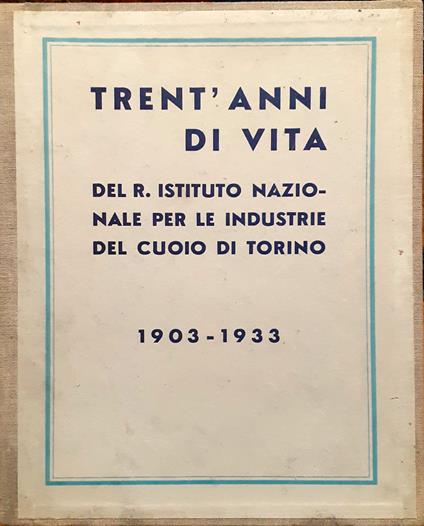 TRENT' ANNI
DI VITA
DEL R. ISTITUTO NAZIO-
NALE PER LE INDUSTRIE
DEL CUOIO DI TORINO
1903-1933